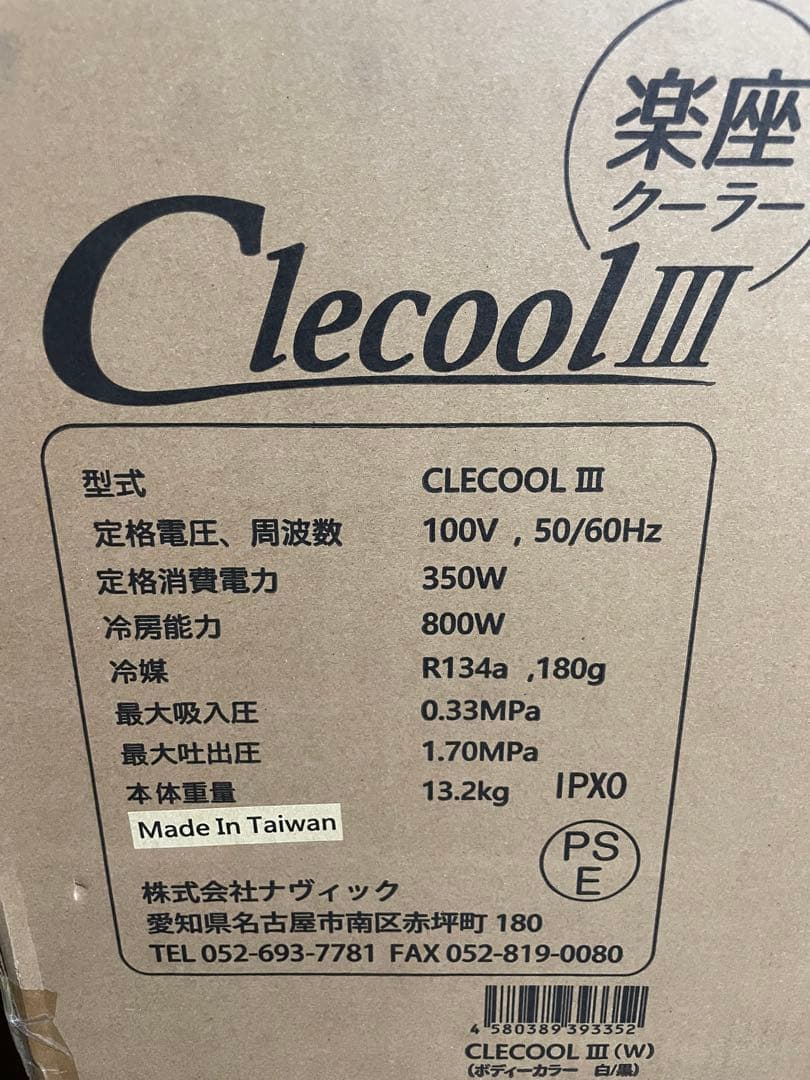 楽座
クーラー
Clecool III
型式 CLECOOL III
定格電圧、周波数 100V , 50/60Hz
定格消費電力 350W
冷房能力 800W
冷媒 R134a ,180g
最大吸入圧 0.33MPa
最大吐出圧 1.70MPa
本体重量 13.2kg IPX0
Made In Taiwan
PS
E
株式会社ナヴィック
愛知県名古屋市南区赤坪町 180
TEL 052-693-7781 FAX 052-819-0080
4 580389 393352
CLECOOL III (W)
(ボディーカラー 白/黒)